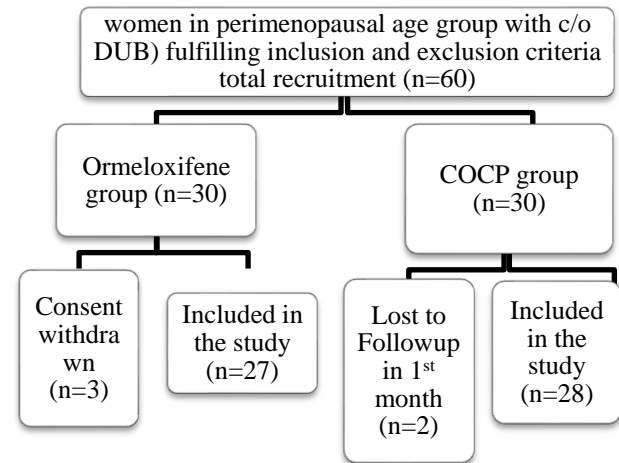 women in perimenopausal age group with c/o
DUB) fulfilling inclusion and exclusion criteria
total recruitment (n=60)
Ormeloxifene
group (n=30)
COCP group
(n=30)
Consent
withdra
wn
(n=3)
Included in
the study
(n=27)
Lost to
Followup
in 1st
month
(n=2)
Included in
the study
(n=28)